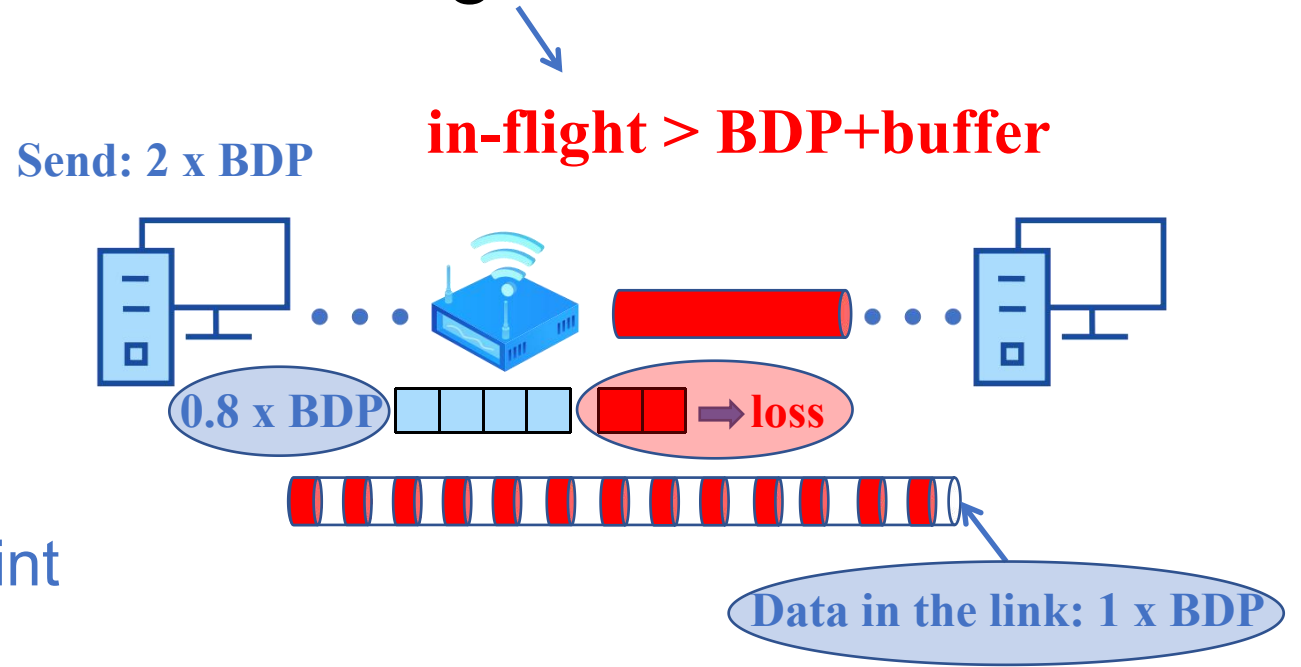 in-flight > BDP+buffer
Send: 2 x BDP
0.8 x BDP
loss
int
Data in the link: 1 x BDP